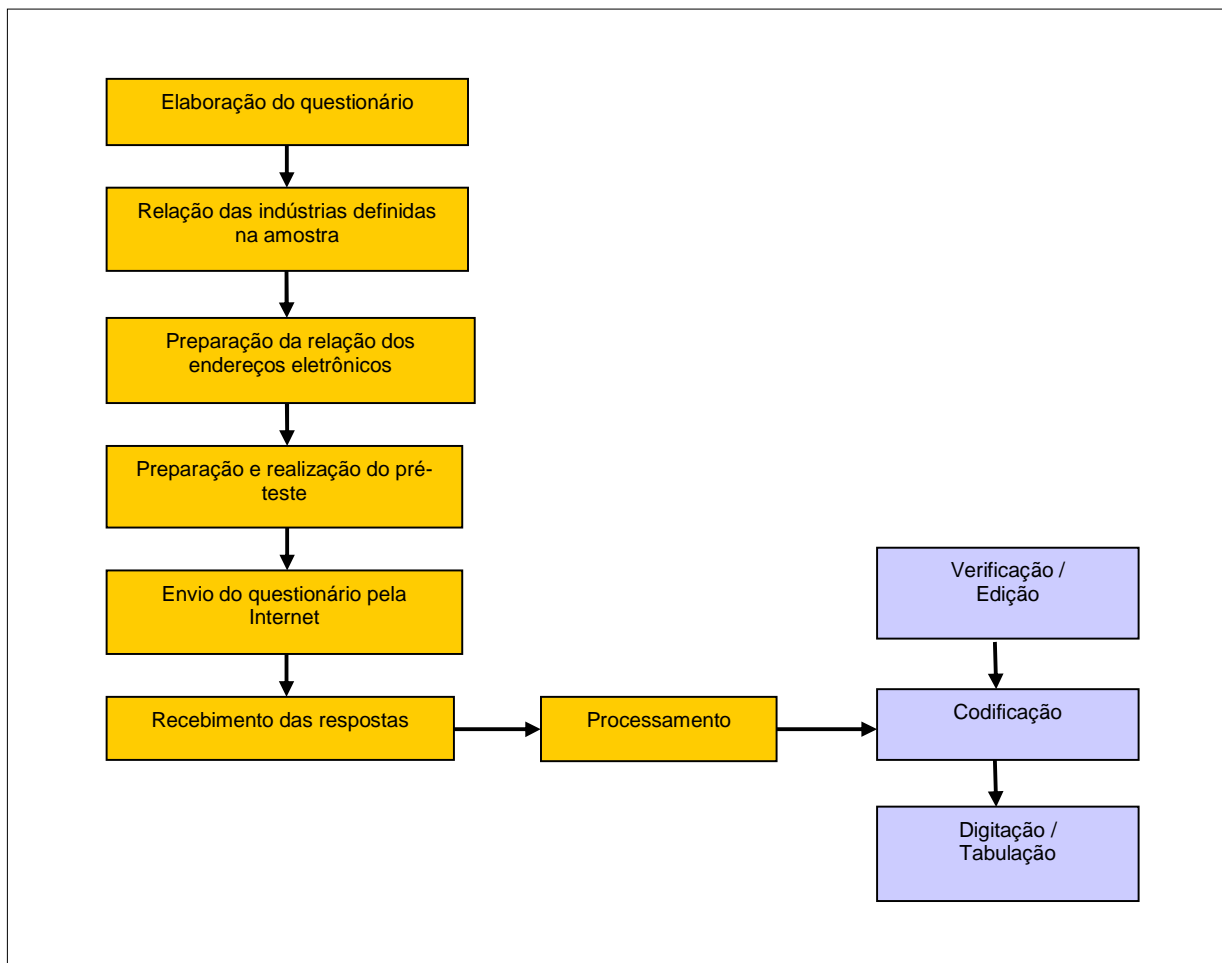 Elaboração do questionário
Relação das indústrias definidas
na amostra
Preparação da relação dos
endereços eletrônicos
Preparação e realização do pré-
teste
Envio do questionário pela
Internet
Recebimento das respostas
Processamento
Verificação /
Edição
Codificação
Digitação /
Tabulação